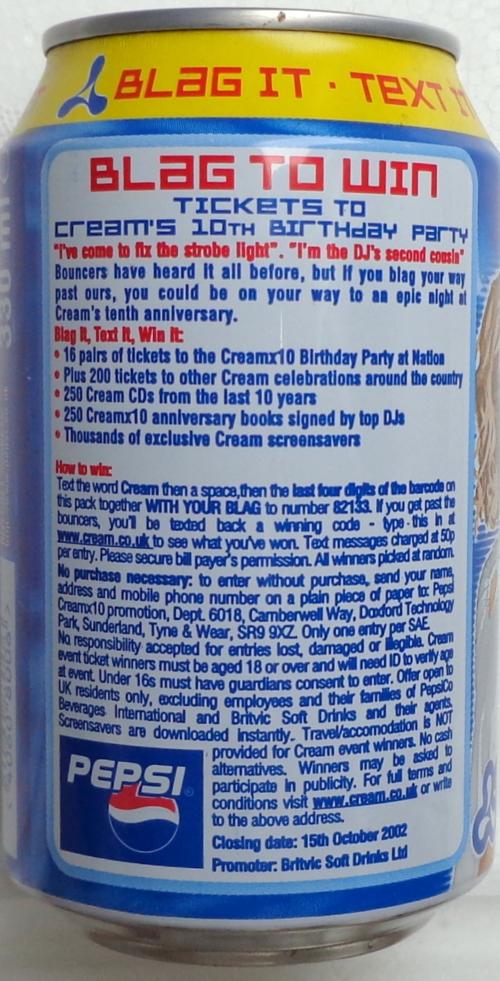 BLAG IT · TEXT IT
BLAG TO WIN
TICKETS TO
CREAM'S 10TH BIRTHDAY PARTY
"I've come to fix the strobe light". "I'm the DJ's second cousin"
Bouncers have heard it all before, but if you blag your way
past ours, you could be on your way to an epic night at
Cream's tenth anniversary.
Blag It, Text It, Win It:
• 16 pairs of tickets to the Creamx10 Birthday Party at Nation
• Plus 200 tickets to other Cream celebrations around the country
• 250 Cream CDs from the last 10 years
• 250 Creamx10 anniversary books signed by top DJs
• Thousands of exclusive Cream screensavers
How to win:
Text the word Cream then a space,then the last four digits of the barcode on
this pack together WITH YOUR BLAG to number 82133. If you get past the
bouncers, you'll be texted back a winning code - type - this in at
www.cream.co.uk to see what you've won. Text messages charged at 50p
per entry. Please secure bill payer's permission. All winners picked at random.
No purchase necessary: to enter without purchase, send your name,
address and mobile phone number on a plain piece of paper to: Pepsi
Creamx10 promotion, Dept. 6018, Camberwell Way, Doxford Technology
Park, Sunderland, Tyne & Wear, SR9 9XZ. Only one entry per SAE.
No responsibility accepted for entries lost, damaged or illegible. Cream
event ticket winners must be aged 18 or over and will need ID to verify age
at event. Under 16s must have guardians consent to enter. Offer open to
UK residents only, excluding employees and their families of PepsiCo
Beverages International and Britvic Soft Drinks and their agents.
Screensavers are downloaded instantly. Travel/accomodation is NOT
provided for Cream event winners. No cash
alternatives. Winners may be asked to
participate in publicity. For full terms and
conditions visit www.cream.co.uk or write
to the above address.
Closing date: 15th October 2002
Promoter: Britvic Soft Drinks Ltd
PEPSI®
330 ml